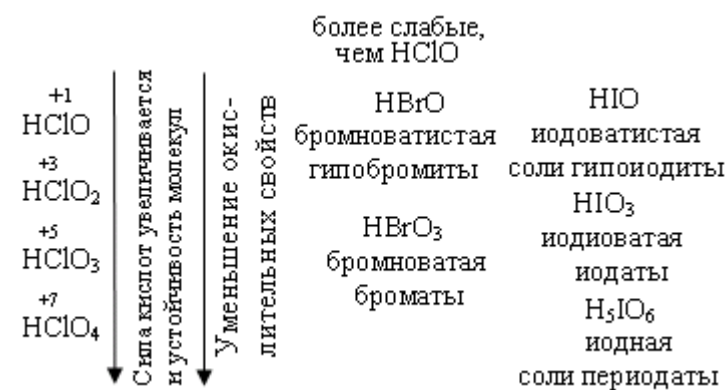 более слабые,
чем HClO
+1
HClO
+3
HClO₂
+5
HClO₃
+7
HClO₄
Сила кислот увеличивается
и устойчивость молекул
Уменьшение окис-
лительных свойств
HBrO
бромноватистая
гипобромиты
HBrO₃
бромноватая
броматы
HIO
иодоватистая
соли гипоиодиты
HIO₃
иодиоватая
иодаты
H₅IO₆
иодная
соли периодаты